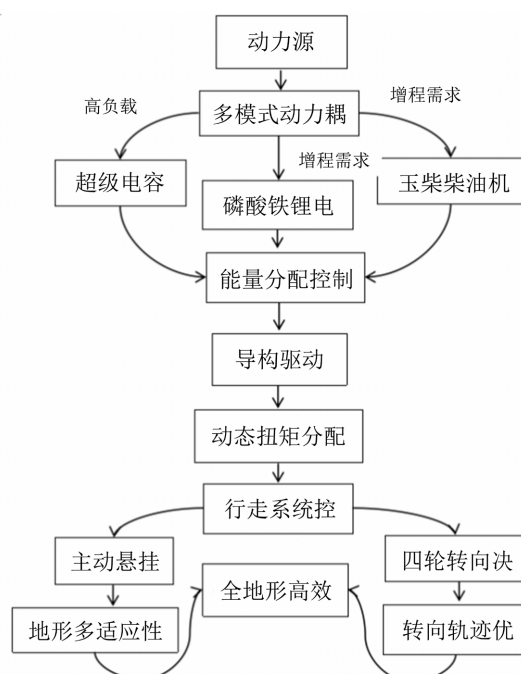 动力源
多模式动力耦
高负载
增程需求
增程需求
超级电容
磷酸铁锂电
玉柴柴油机
能量分配控制
导构驱动
动态扭矩分配
行走系统控
主动悬挂
四轮转向决
全地形高效
地形多适应性
转向轨迹优